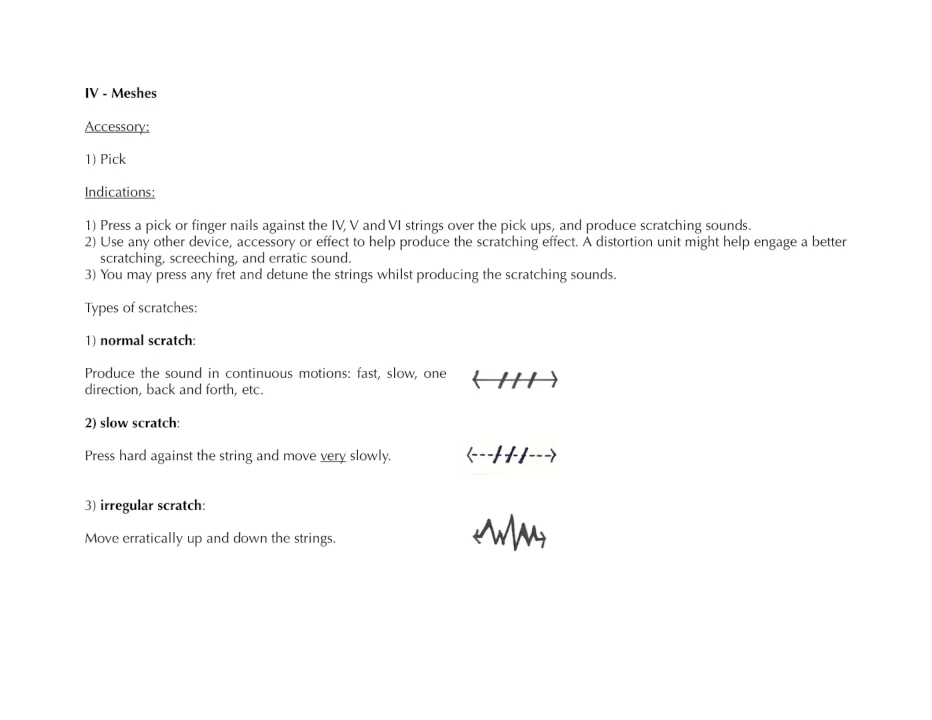 IV - Meshes
Accessory:
1) Pick
Indications:
1) Press a pick or finger nails against the IV, V and VI strings over the pick ups, and produce scratching sounds.
2) Use any other device, accessory or effect to help produce the scratching effect. A distortion unit might help engage a better
scratching, screeching, and erratic sound.
3) You may press any fret and detune the strings whilst producing the scratching sounds.
Types of scratches:
1) normal scratch:
Produce the sound in continuous motions: fast, slow, one
direction, back and forth, etc.
2) slow scratch:
Press hard against the string and move very slowly.
3) irregular scratch:
Move erratically up and down the strings.